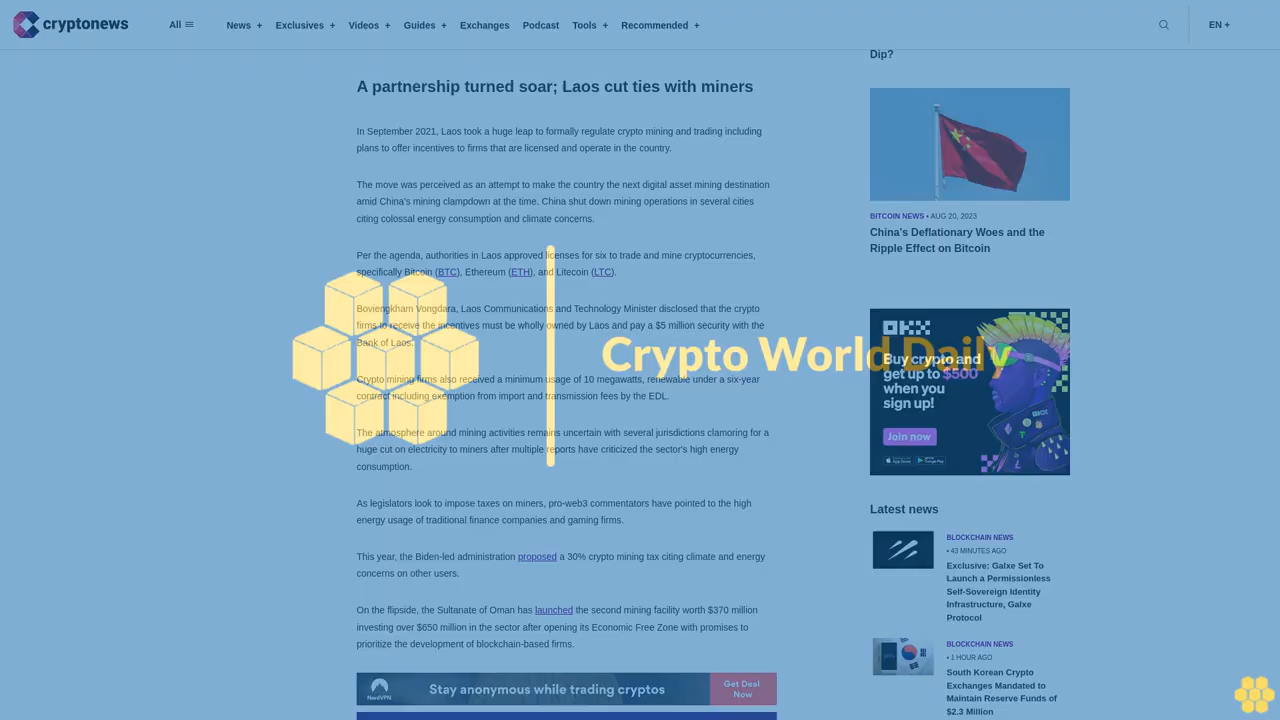 cryptonews
All
News +
Exclusives +
Videos +
Guides +
Exchanges
Podcast
Tools +
Recommended +
EN +
A partnership turned soar; Laos cut ties with miners
In September 2021, Laos took a huge leap to formally regulate crypto mining and trading including
plans to offer incentives to firms that are licensed and operate in the country.
The move was perceived as an attempt to make the country the next digital asset mining destination
amid China's mining clampdown at the time. China shut down mining operations in several cities
citing colossal energy consumption and climate concerns.
Per the agenda, authorities in Laos approved licenses for six to trade and mine cryptocurrencies,
specifically Bitcoin (BTC), Ethereum (ETH), and Litecoin (LTC).
Boviengkham Vongdara, Laos Communications and Technology Minister disclosed that the crypto
firms to receive the incentives must be wholly owned by Laos and pay a $5 million security with the
Bank of Laos.
Crypto mining firms also received a minimum usage of 10 megawatts, renewable under a six-year
contract including exemption from import and transmission fees by the EDL.
The atmosphere around mining activities remains uncertain with several jurisdictions clamoring for a
huge cut on electricity to miners after multiple reports have criticized the sector's high energy
consumption.
As legislators look to impose taxes on miners, pro-web3 commentators have pointed to the high
energy usage of traditional finance companies and gaming firms.
This year, the Biden-led administration proposed a 30% crypto mining tax citing climate and energy
concerns on other users.
On the flipside, the Sultanate of Oman has launched the second mining facility worth $370 million
investing over $650 million in the sector after opening its Economic Free Zone with promises to
prioritize the development of blockchain-based firms.
NordVPN
Stay anonymous while trading cryptos
Get Deal
Now
Crypto World Daily
Dip?
BITCOIN NEWS • AUG 20, 2023
China's Deflationary Woes and the
Ripple Effect on Bitcoin
OKX
Buy crypto and
get up to $500
when you
sign up!
Join now
App Store
Google Play
Latest news
BLOCKCHAIN NEWS
• 43 MINUTES AGO
Exclusive: Galxe Set To
Launch a Permissionless
Self-Sovereign Identity
Infrastructure, Galxe
Protocol
BLOCKCHAIN NEWS
• 1 HOUR AGO
South Korean Crypto
Exchanges Mandated to
Maintain Reserve Funds of
$2.3 Million